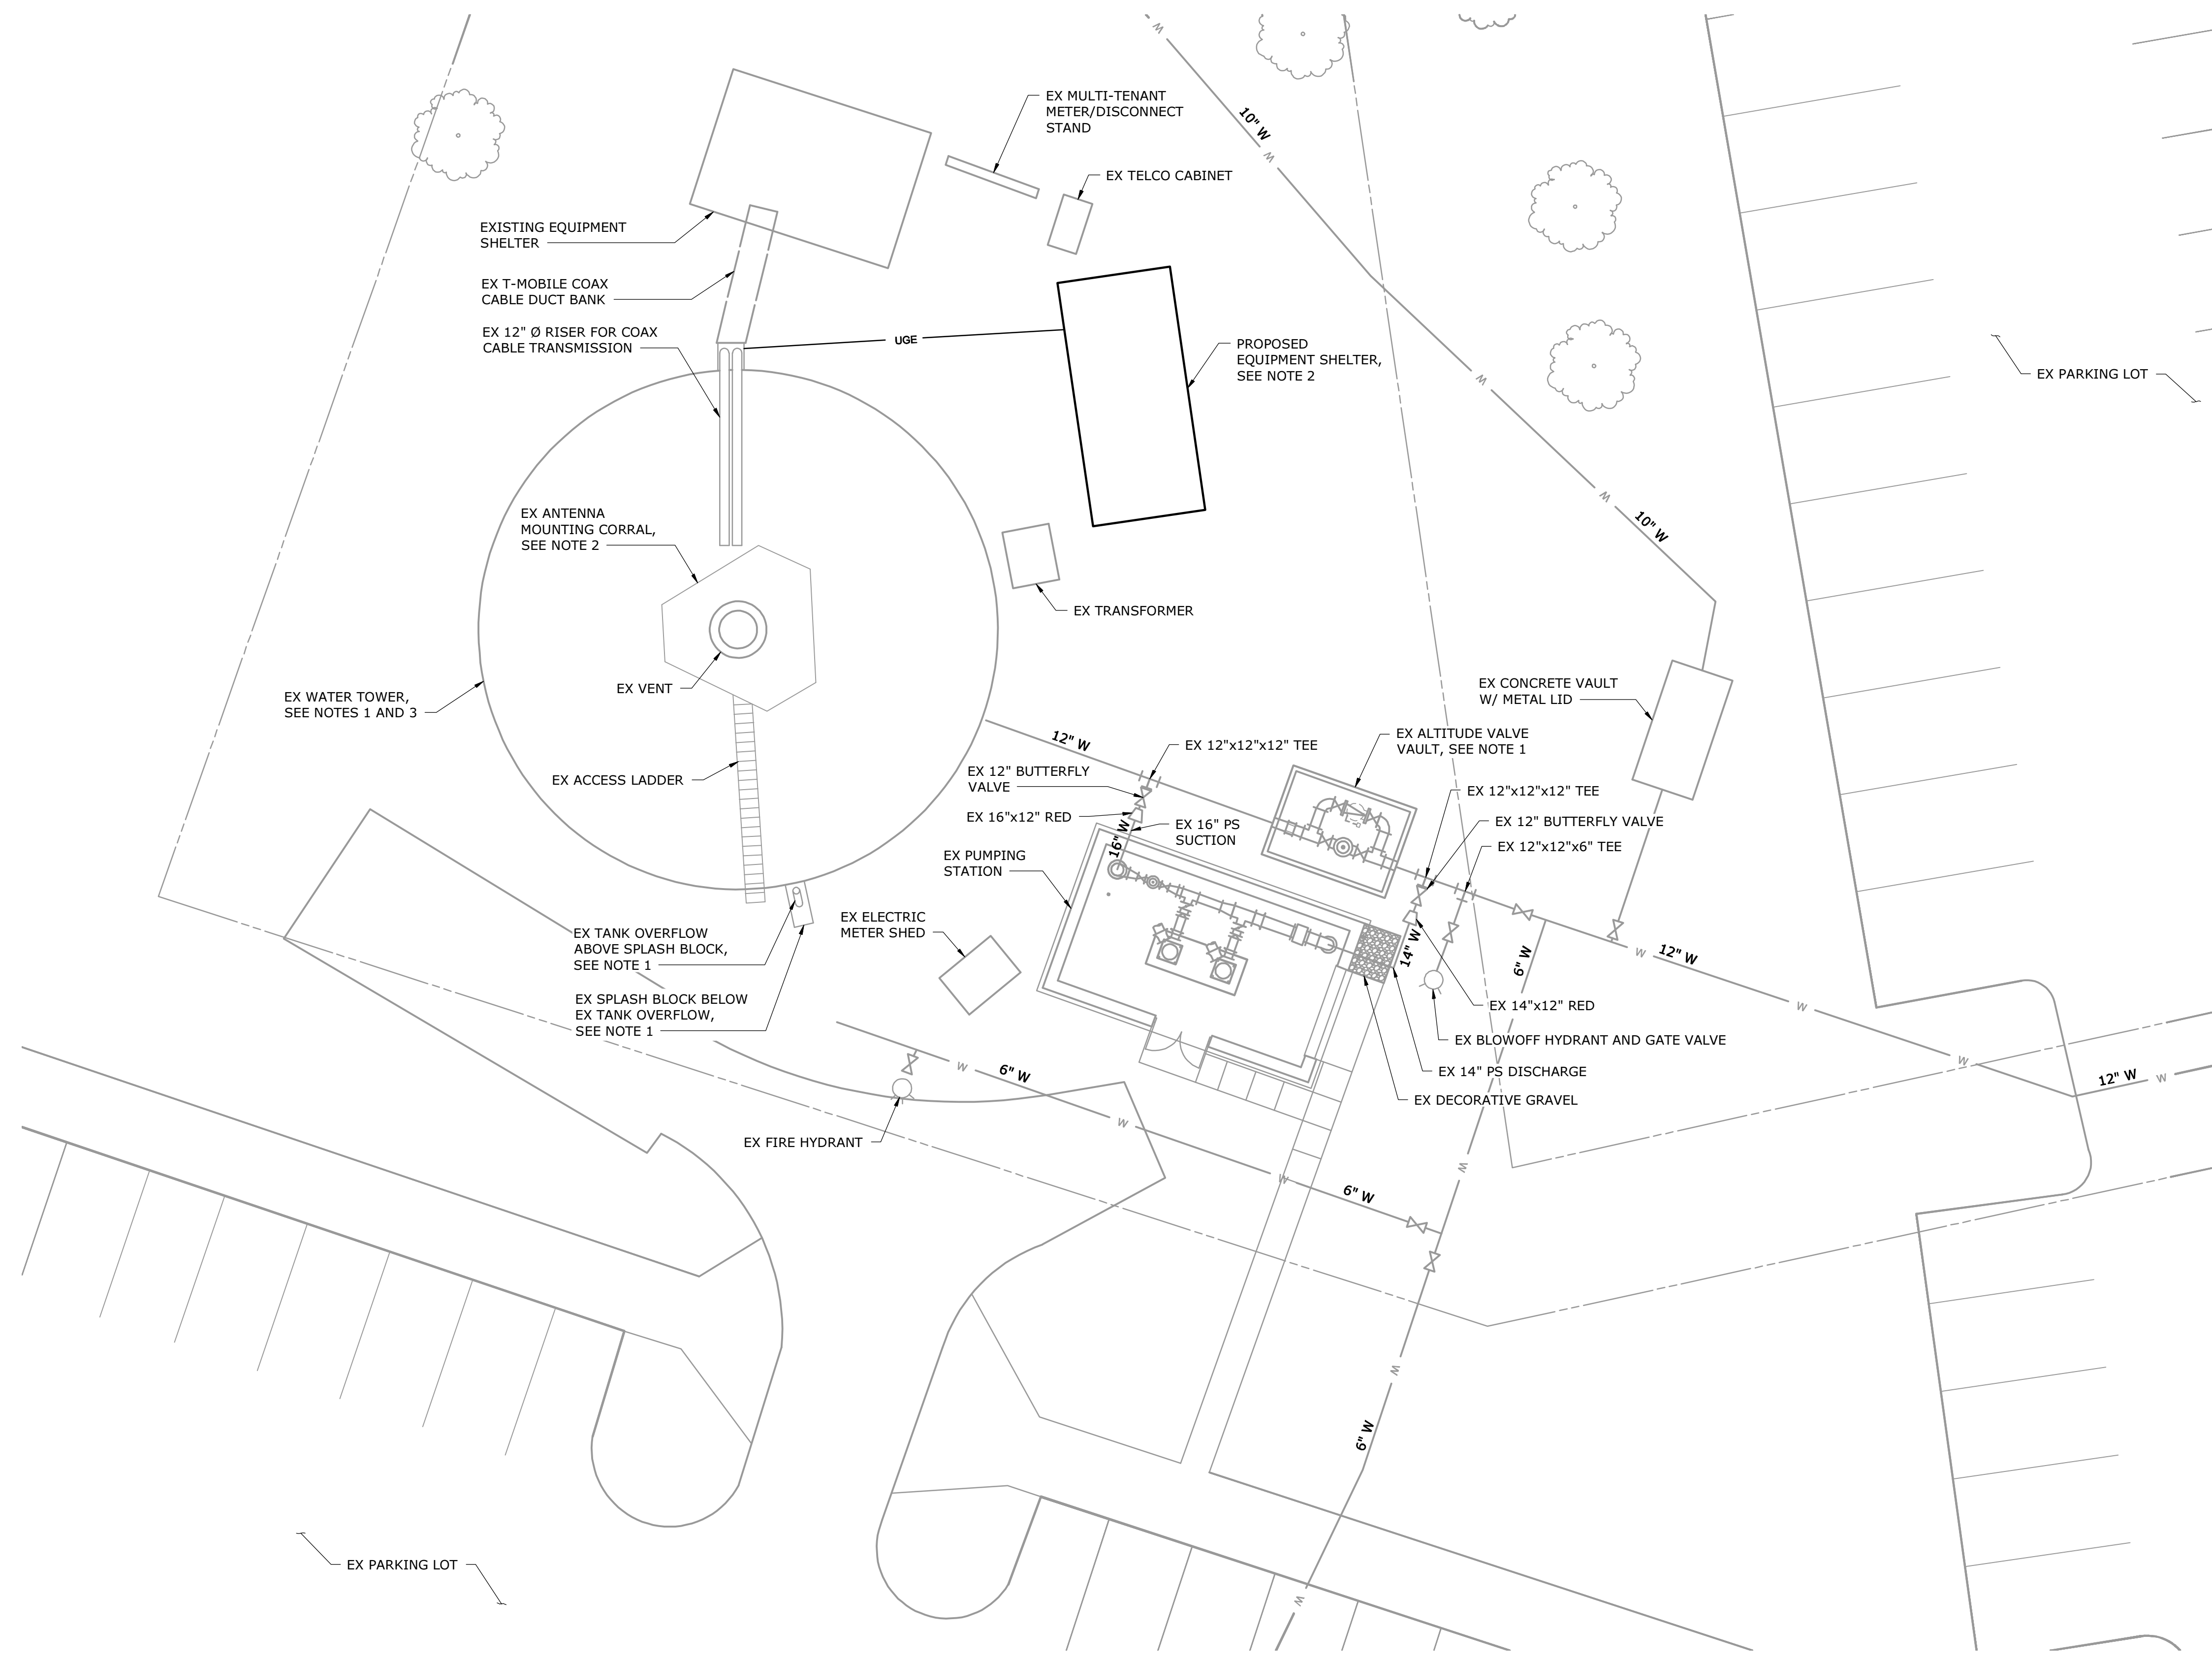 10" W
W
EX MULTI-TENANT
METER/DISCONNECT
STAND
W
EX TELCO CABINET
EXISTING EQUIPMENT
SHELTER
EX T-MOBILE COAX
CABLE DUCT BANK
EX 12" Ø RISER FOR COAX
CABLE TRANSMISSION
UGE
PROPOSED
EQUIPMENT SHELTER,
SEE NOTE 2
W
EX PARKING LOT
W
10" W
EX ANTENNA
MOUNTING CORRAL,
SEE NOTE 2
EX TRANSFORMER
EX VENT
EX WATER TOWER,
SEE NOTES 1 AND 3
EX CONCRETE VAULT
W/ METAL LID
EX ACCESS LADDER
12" W
EX 12"x12"x12" TEE
EX ALTITUDE VALVE
VAULT, SEE NOTE 1
EX 12" BUTTERFLY
VALVE
EX 12"x12"x12" TEE
EX 16"x12" RED
EX 16" PS
SUCTION
16" W
EX 12" BUTTERFLY VALVE
EX 12"x12"x6" TEE
EX PUMPING
STATION
EX ELECTRIC
METER SHED
EX TANK OVERFLOW
ABOVE SPLASH BLOCK,
SEE NOTE 1
14" W
6" W
W
12" W
EX SPLASH BLOCK BELOW
EX TANK OVERFLOW,
SEE NOTE 1
EX 14"x12" RED
W
EX BLOWOFF HYDRANT AND GATE VALVE
W
12" W
W
W
6" W
EX 14" PS DISCHARGE
EX DECORATIVE GRAVEL
W
EX FIRE HYDRANT
W
W
6" W
W
6" W
EX PARKING LOT
W